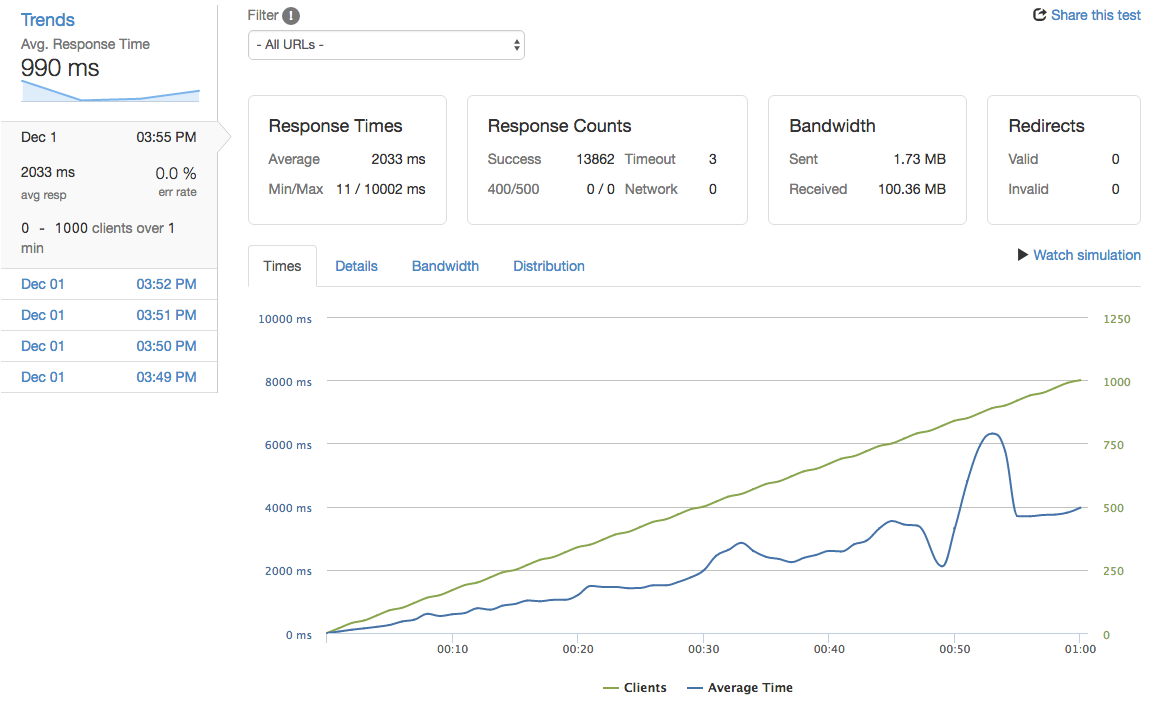 Trends
Avg. Response Time
990 ms
Dec 1 03:55 PM
2033 ms 0.0 %
avg resp err rate
0 - 1000 clients over 1
min
Dec 01 03:52 PM
Dec 01 03:51 PM
Dec 01 03:50 PM
Dec 01 03:49 PM
Filter !
- All URLs -
Share this test
Response Times
Average 2033 ms
Min/Max 11 / 10002 ms
Response Counts
Success 13862 Timeout 3
400/500 0 / 0 Network 0
Bandwidth
Sent 1.73 MB
Received 100.36 MB
Redirects
Valid 0
Invalid 0
Times Details Bandwidth Distribution
Watch simulation
10000 ms 1250
8000 ms 1000
6000 ms 750
4000 ms 500
2000 ms 250
0 ms 0
00:10 00:20 00:30 00:40 00:50 01:00
Clients Average Time